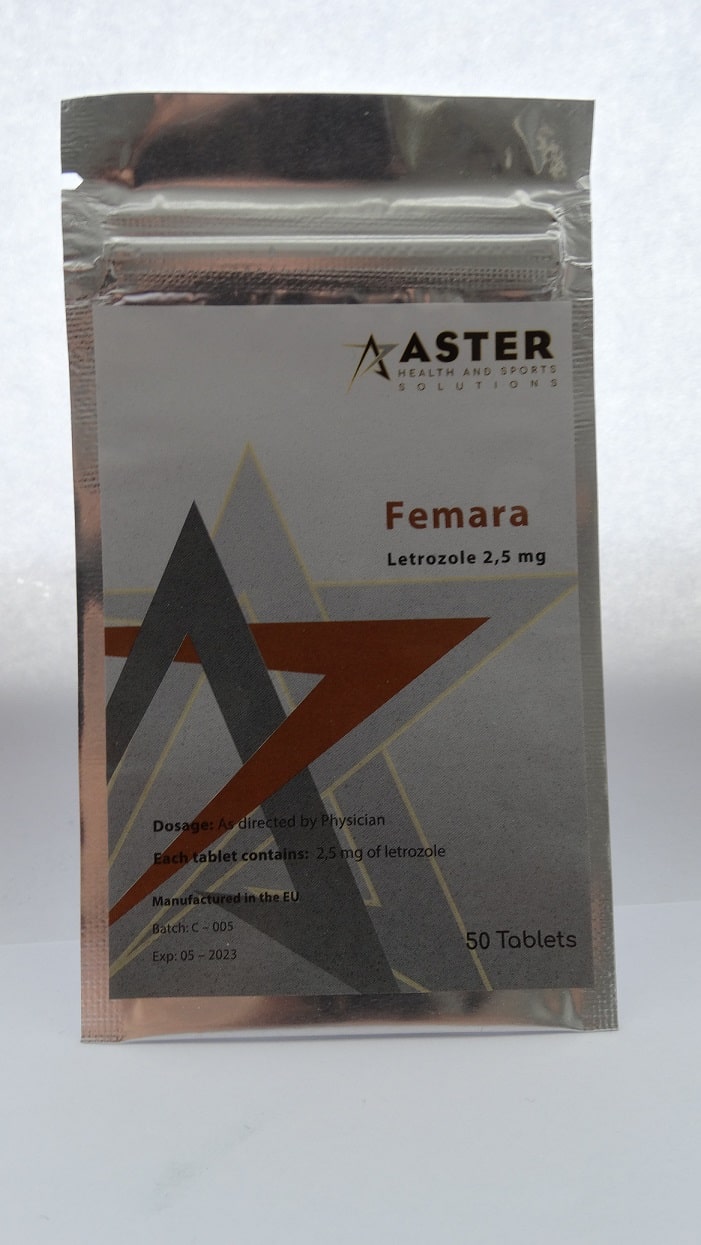 ASTER
HEALTH AND SPORTS
SOLUTIONS
Femara
Letrozole 2,5 mg
Dosage: As directed by Physician
Each tablet contains: 2,5 mg of letrozole
Manufactured in the EU
Batch: C – 005
Exp: 05 – 2023
50 Tablets